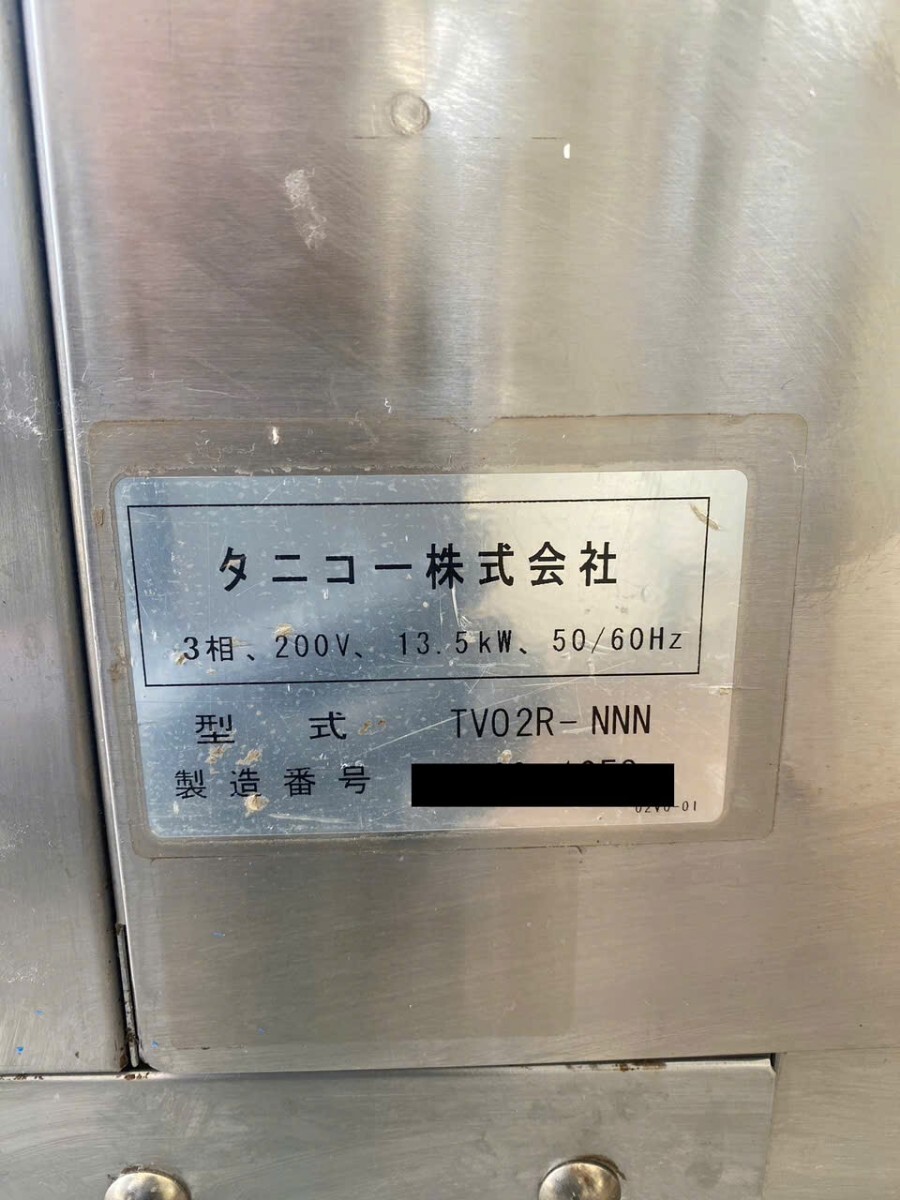 タニコー株式会社
3相、200V、13.5kW、50/60Hz
型式 TV02R-NNN
製造番号